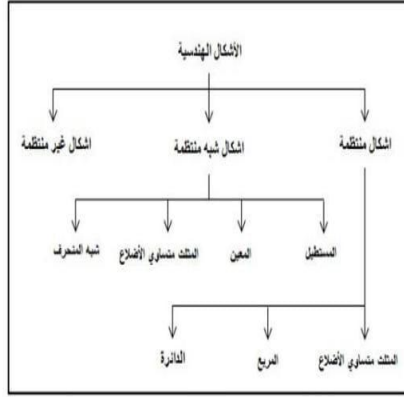 الأشكال الهندسية
اشكال منتظمة اشكال شبه منتظمة اشكال غير منتظمة
المستطيل المعين المثلث متساوي الأضلاع شبه المنحرف
المثلث متساوي الأضلاع المربع الدائرة